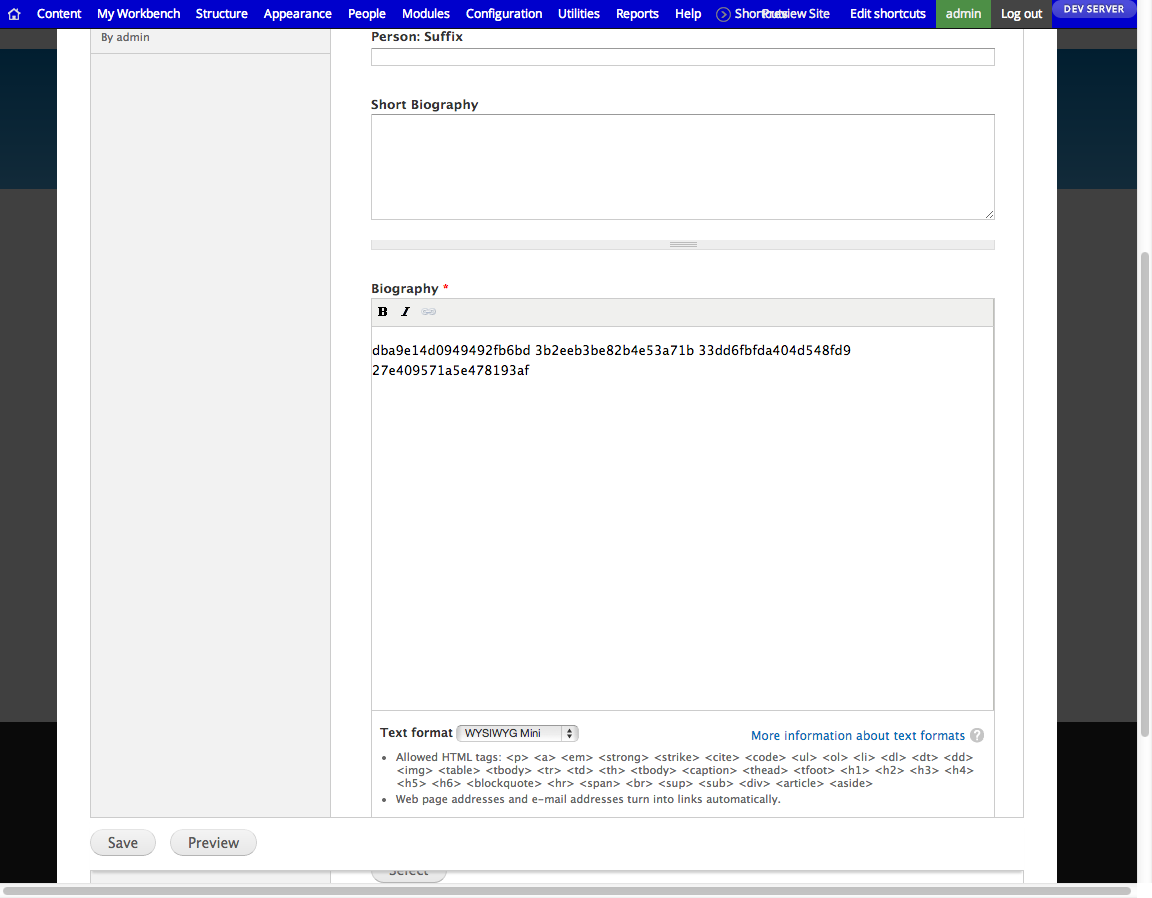 Content My Workbench Structure Appearance People Modules Configuration Utilities Reports Help Shortcuts Preview Site Edit shortcuts admin Log out DEV SERVER
By admin
Person: Suffix
Short Biography
Biography *
B I
dba9e14d0949492fb6bd 3b2eeb3be82b4e53a71b 33dd6fbfda404d548fd9
27e409571a5e478193af
Text format WYSIWYG Mini More information about text formats ?
• Allowed HTML tags: <p> <a> <em> <strong> <strike> <cite> <code> <ul> <ol> <li> <dl> <dt> <dd>
<img> <table> <tbody> <tr> <td> <th> <tbody> <caption> <thead> <tfoot> <h1> <h2> <h3> <h4>
<h5> <h6> <blockquote> <hr> <span> <br> <sup> <sub> <div> <article> <aside>
• Web page addresses and e-mail addresses turn into links automatically.
Save Preview
Select